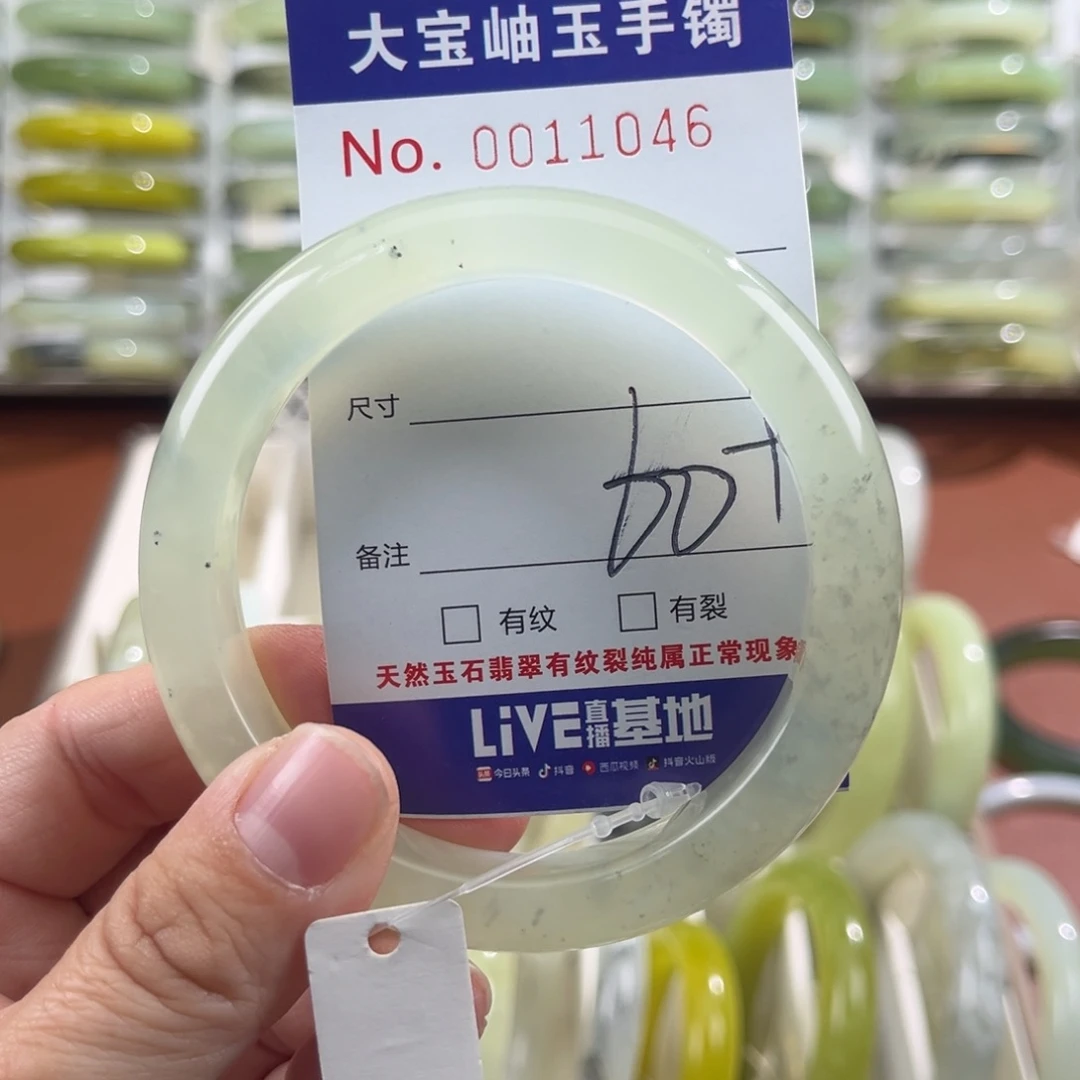 大宝岫玉手镯
No. 0011046
尺寸
60+
备注
有纹 有裂
天然玉石翡翠有纹裂纯属正常现象
LiVE直播基地
今日头条 抖音 西瓜视频 抖音火山版